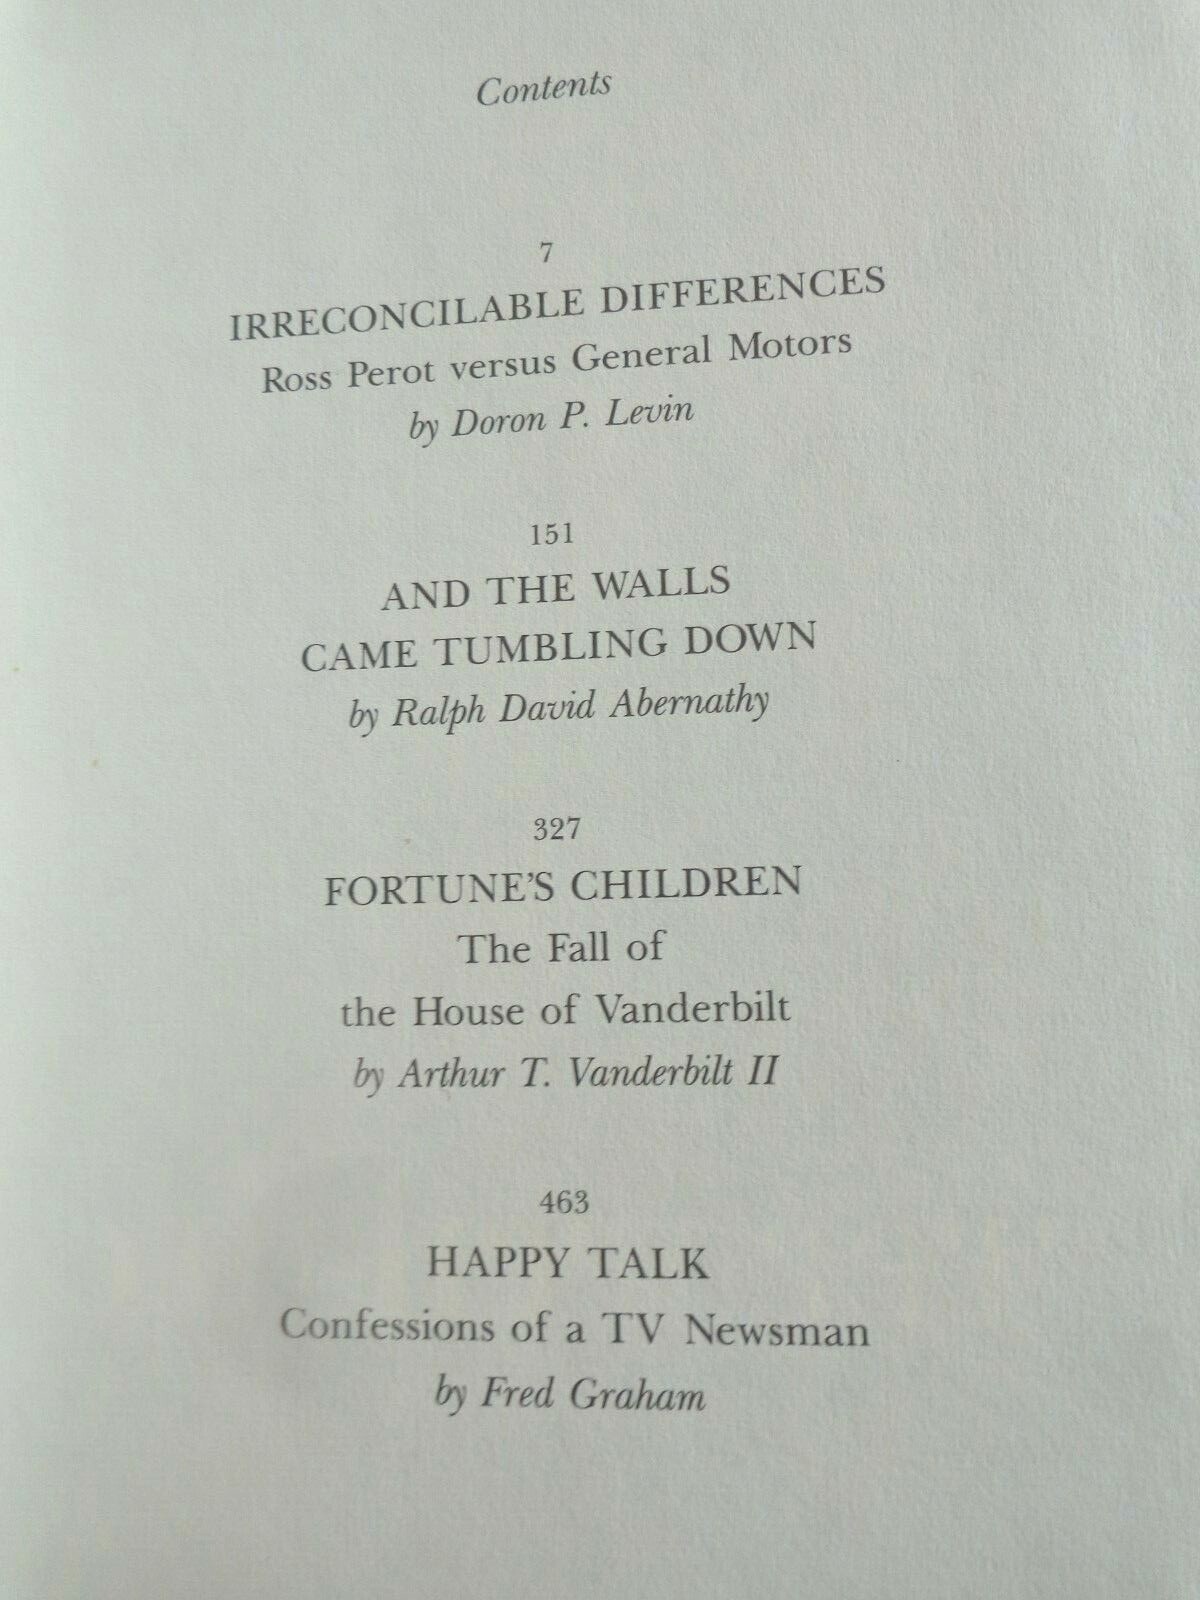 Contents
7
IRRECONCILABLE DIFFERENCES
Ross Perot versus General Motors
by Doron P. Levin
151
AND THE WALLS
CAME TUMBLING DOWN
by Ralph David Abernathy
327
FORTUNE'S CHILDREN
The Fall of
the House of Vanderbilt
by Arthur T. Vanderbilt II
463
HAPPY TALK
Confessions of a TV Newsman
by Fred Graham